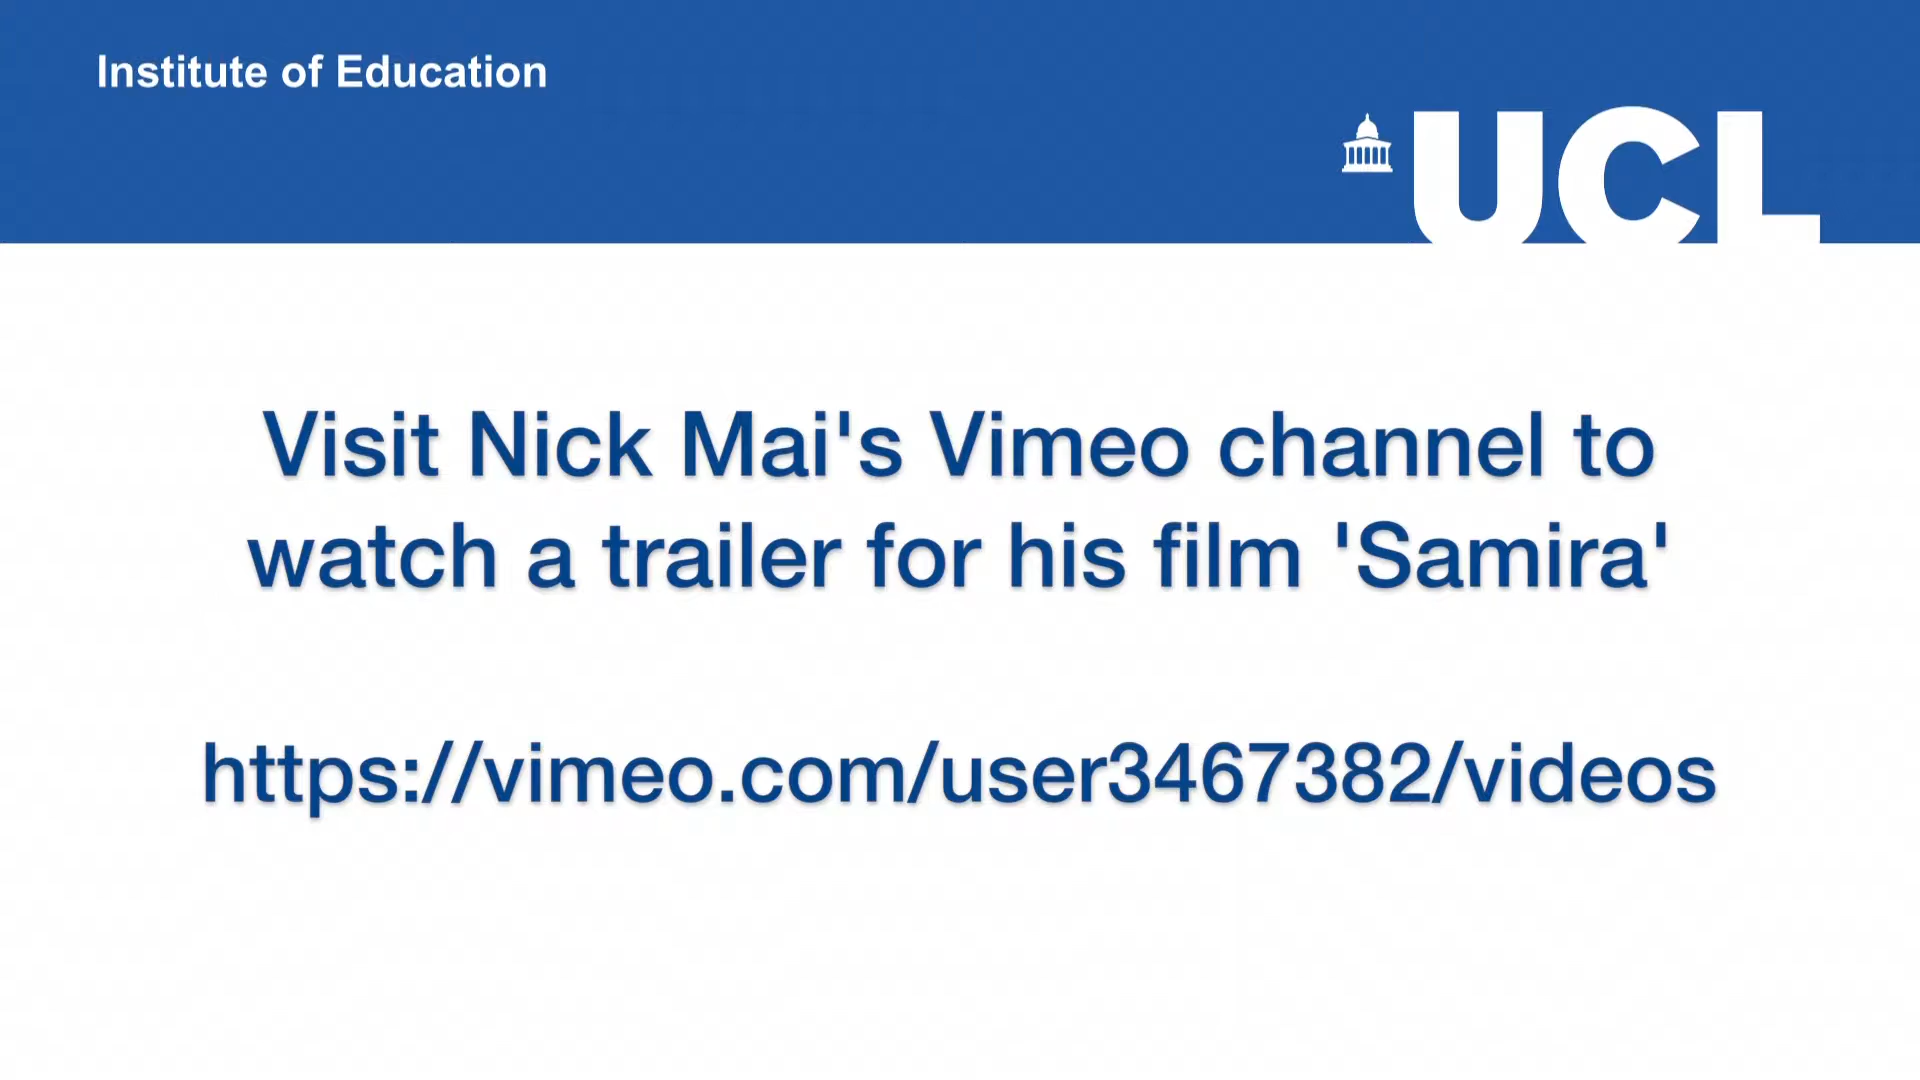 Institute of Education
UCL
Visit Nick Mai's Vimeo channel to
watch a trailer for his film 'Samira'
https://vimeo.com/user3467382/videos